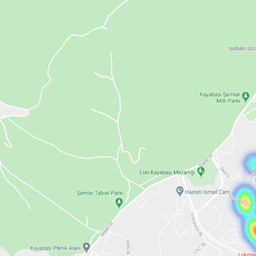 Kayabaşı Şamlar
Milli Parkı
Eski Kayabaşı Mezarlığı
Hazreti İsmail Cam
Şamlar Tabiat Parkı
Kayabaşı Piknik Alanı